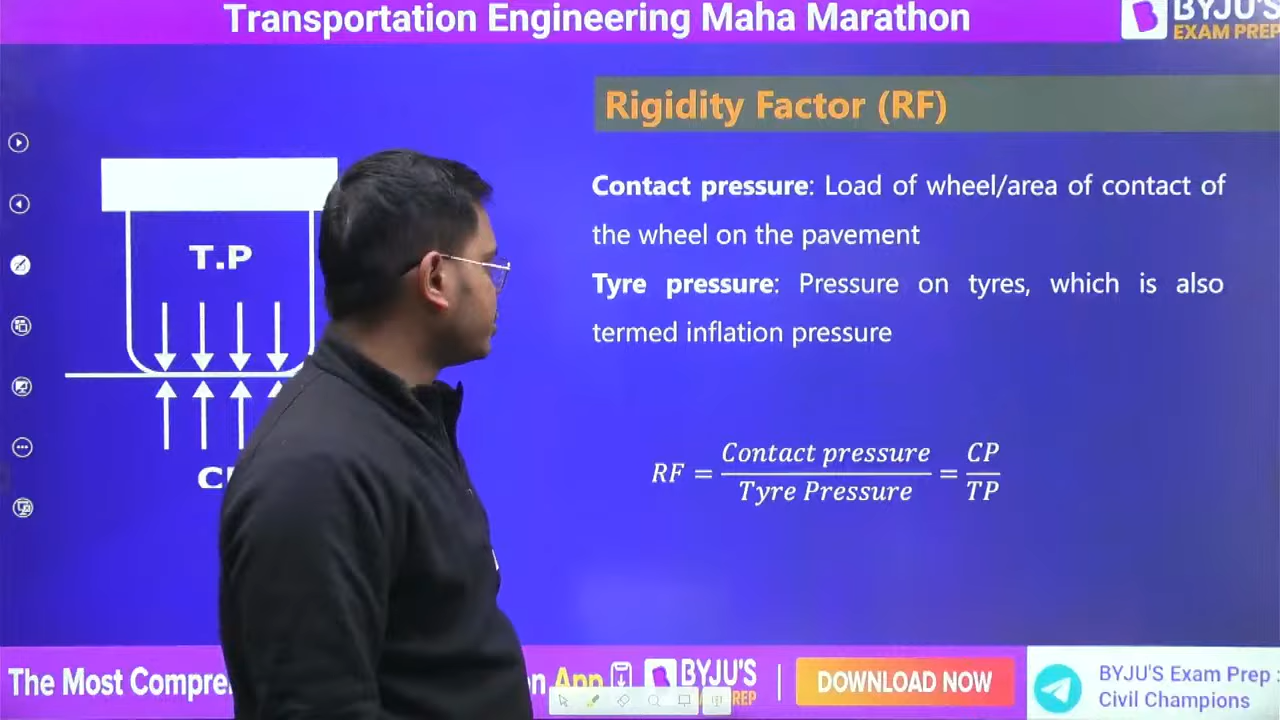 Transportation Engineering Maha Marathon
BYJU'S
EXAM PREP
Rigidity Factor (RF)
Contact pressure: Load of wheel/area of contact of
the wheel on the pavement
Tyre pressure: Pressure on tyres, which is also
termed inflation pressure
T.P
RF = Contact pressure / Tyre Pressure = CP / TP
The Most
App
BYJU'S
DOWNLOAD NOW
BYJU'S Exam Prep :
Civil Champions